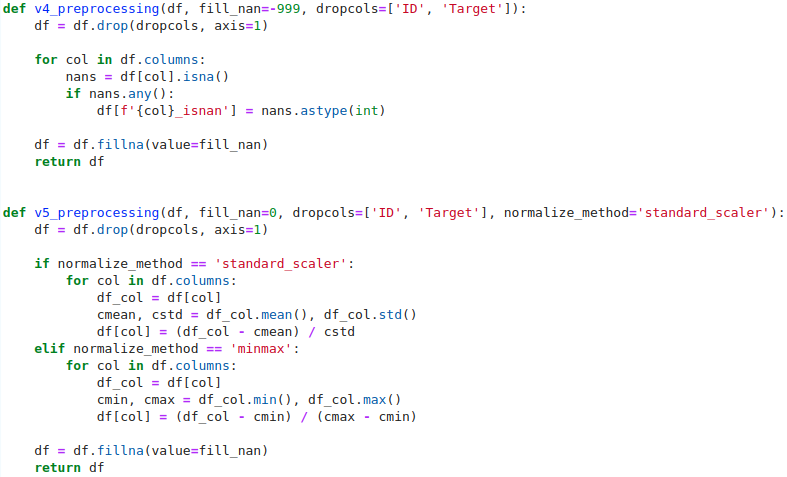 def v4_preprocessing(df, fill_nan=-999, dropcols=['ID', 'Target']):
    df = df.drop(dropcols, axis=1)

    for col in df.columns:
        nans = df[col].isna()
        if nans.any():
            df[f'{col}_isnan'] = nans.astype(int)

    df = df.fillna(value=fill_nan)
    return df


def v5_preprocessing(df, fill_nan=0, dropcols=['ID', 'Target'], normalize_method='standard_scaler'):
    df = df.drop(dropcols, axis=1)

    if normalize_method == 'standard_scaler':
        for col in df.columns:
            df_col = df[col]
            cmean, cstd = df_col.mean(), df_col.std()
            df[col] = (df_col - cmean) / cstd
    elif normalize_method == 'minmax':
        for col in df.columns:
            df_col = df[col]
            cmin, cmax = df_col.min(), df_col.max()
            df[col] = (df_col - cmin) / (cmax - cmin)

    df = df.fillna(value=fill_nan)
    return df